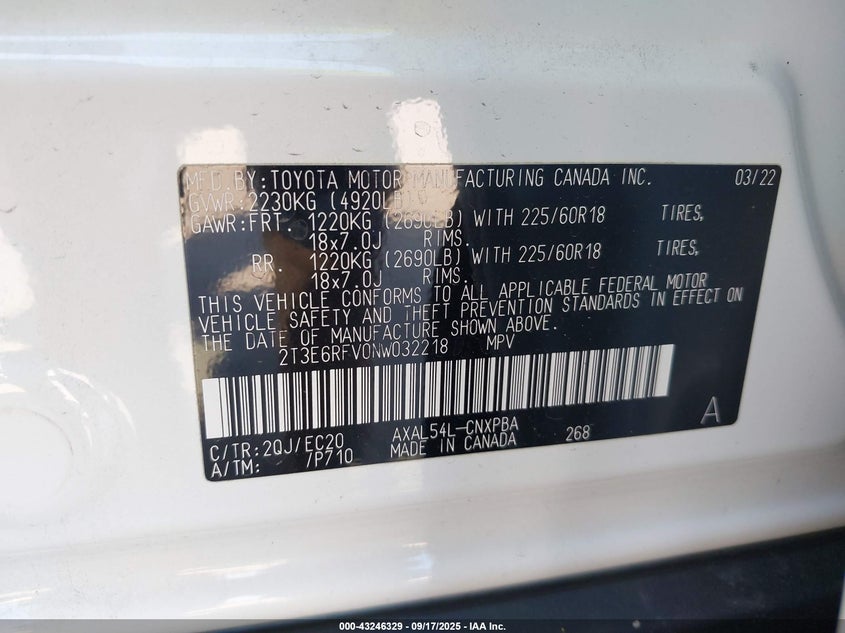 MFD.BY:TOYOTA MOTOR MANUFACTURING CANADA INC. 03/22
GVWR:2230KG (4920LB)
GAWR:FRT. 1220KG (2690LB) WITH 225/60R18 TIRES,
18x7.0J RIMS.
RR. 1220KG (2690LB) WITH 225/60R18 TIRES,
18x7.0J RIMS.
THIS VEHICLE CONFORMS TO ALL APPLICABLE FEDERAL MOTOR
VEHICLE SAFETY AND THEFT PREVENTION STANDARDS IN EFFECT ON
THE DATE OF MANUFACTURE SHOWN ABOVE.
2T3E6RFV0NW032218 MPV
C/TR:2QJ/EC20 AXAL54L-CNXPBA 268 A
A/TM: 7P710 MADE IN CANADA
000-43246329 - 09/17/2025 - IAA Inc.